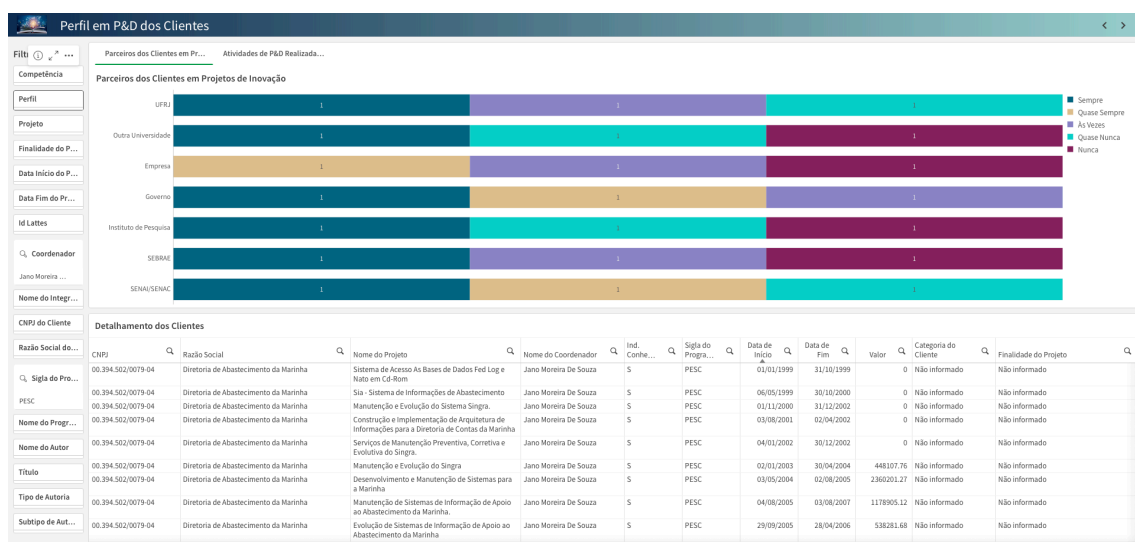 Perfil em P&D dos Clientes
Filt
Competência
Perfil
Projeto
Finalidade do P...
Data Início do P...
Data Fim do Pr...
Id Lattes
Coordenador
Jano Moreira ...
Nome do Integr...
CNPJ do Cliente
Razão Social do...
Sigla do Pro...
PESC
Nome do Progr...
Nome do Autor
Título
Tipo de Autoria
Subtipo de Aut...
Parceiros dos Clientes em Pr... Atividades de P&D Realizada...
Parceiros dos Clientes em Projetos de Inovação
UFRJ 1 1 1
Outra Universidade 1 1 1
Empresa 1 1 1
Governo 1 1 1
Instituto de Pesquisa 1 1 1
SEBRAE 1 1 1
SENAI/SENAC 1 1 1
Sempre
Quase Sempre
Às Vezes
Quase Nunca
Nunca
Detalhamento dos Clientes
CNPJ Razão Social Nome do Projeto Nome do Coordenador Ind. Conhe... Sigla do Progra... Data de Início Data de Fim Valor Categoria do Cliente Finalidade do Projeto
00.394.502/0079-04 Diretoria de Abastecimento da Marinha Sistema de Acesso As Bases de Dados Fed Log e Jano Moreira De Souza S PESC 01/01/1999 31/10/1999 0 Não informado Não informado
Nato em Cd-Rom
00.394.502/0079-04 Diretoria de Abastecimento da Marinha Sia - Sistema de Informações de Abastecimento Jano Moreira De Souza S PESC 06/05/1999 30/10/2000 0 Não informado Não informado
00.394.502/0079-04 Diretoria de Abastecimento da Marinha Manutenção e Evolução do Sistema Singra. Jano Moreira De Souza S PESC 01/11/2000 31/12/2002 0 Não informado Não informado
00.394.502/0079-04 Diretoria de Abastecimento da Marinha Construção e Implementação de Arquitetura de Jano Moreira De Souza S PESC 03/08/2001 02/04/2002 0 Não informado Não informado
Informações para a Diretoria de Contas da Marinha
00.394.502/0079-04 Diretoria de Abastecimento da Marinha Serviços de Manutenção Preventiva, Corretiva e Jano Moreira De Souza S PESC 04/01/2002 30/12/2002 0 Não informado Não informado
Evolutiva do Singra.
00.394.502/0079-04 Diretoria de Abastecimento da Marinha Manutenção e Evolução do Singra Jano Moreira De Souza S PESC 02/01/2003 30/04/2004 448107.76 Não informado Não informado
00.394.502/0079-04 Diretoria de Abastecimento da Marinha Desenvolvimento e Manutenção de Sistemas para Jano Moreira De Souza S PESC 03/05/2004 02/08/2005 2360201.27 Não informado Não informado
a Marinha
00.394.502/0079-04 Diretoria de Abastecimento da Marinha Manutenção de Sistemas de Informação de Apoio Jano Moreira De Souza S PESC 04/08/2005 03/08/2007 1178905.12 Não informado Não informado
ao Abastecimento da Marinha.
00.394.502/0079-04 Diretoria de Abastecimento da Marinha Evolução de Sistemas de Informação de Apoio ao Jano Moreira De Souza S PESC 29/09/2005 28/04/2006 538281.68 Não informado Não informado
Abastecimento da Marinha